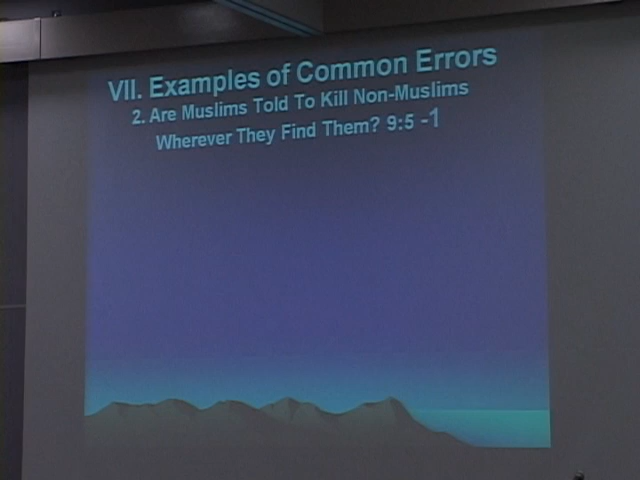 VII. Examples of Common Errors
2. Are Muslims Told To Kill Non-Muslims
Wherever They Find Them? 9:5 -1